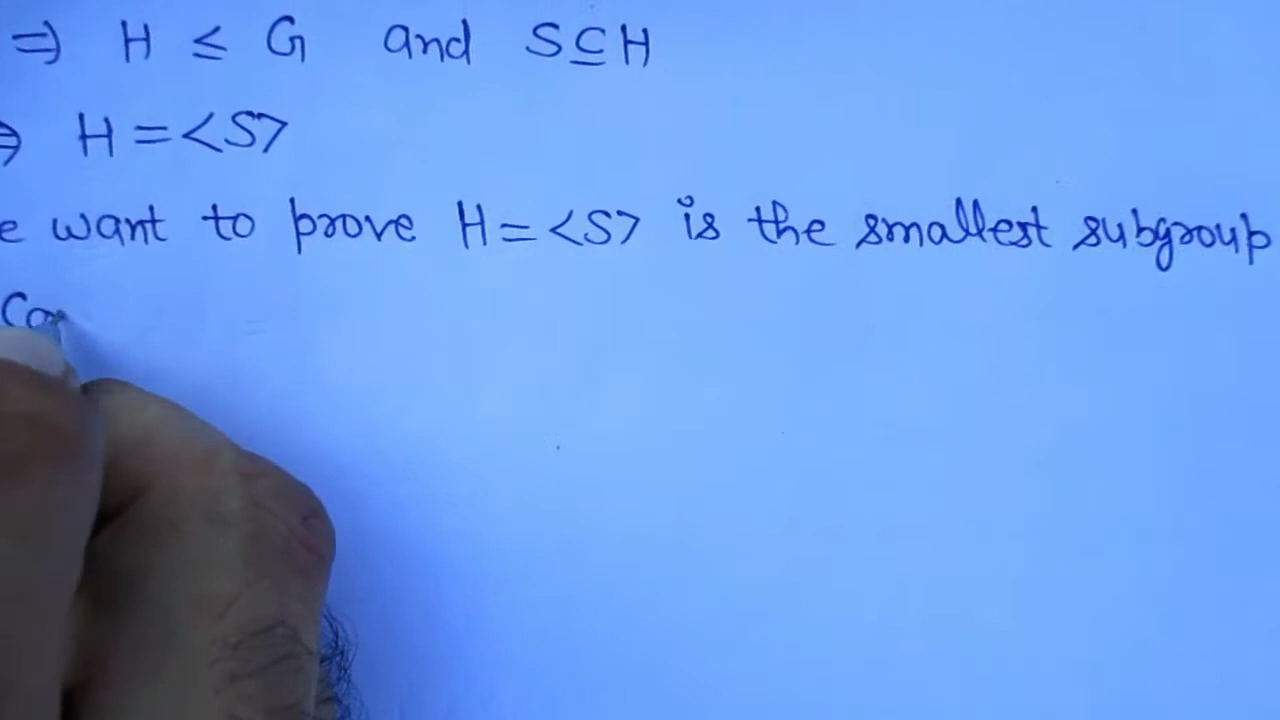 ⇒ H ≤ G and S⊆H
⇒ H = <S>
e want to prove H = <S> is the smallest subgroup